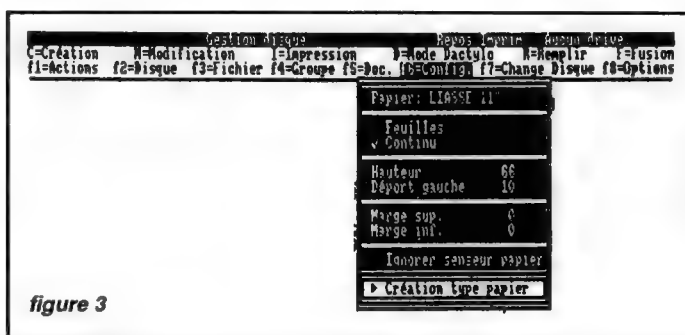 Gestion disque Repos Imprim Aucun drive
C=Création M=Modification I=Impression D=Mode Dactylo R=Remplir F=Fusion
f1=Actions f2=Disque f3=Fichier f4=Groupe f5=Doc. f6=Config. f7=Change Disque f8=Options
Papier: LIASSE 11"
Feuilles
✓ Continu
Hauteur 66
Départ gauche 10
Marge sup. 0
Marge inf. 0
Ignorer senseur papier
▶ Création type papier
figure 3